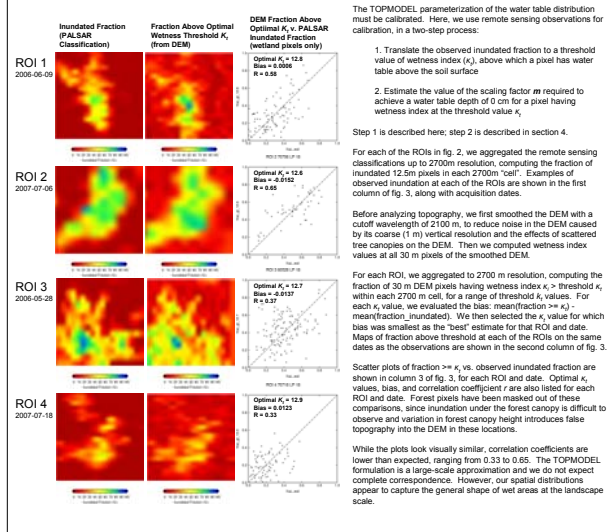 Inundated Fraction
(PALSAR
Classification)
Fraction Above Optimal
Wetness Threshold Kt
(from DEM)
DEM Fraction Above
Optimal Kt v. PALSAR
Inundated Fraction
(wetland pixels only)
ROI 1
2006-06-09
Optimal Kt = 12.8
Bias = 0.0006
R = 0.58
ROI 2
2007-07-06
Optimal Kt = 12.6
Bias = -0.0152
R = 0.65
ROI 3
2006-05-28
Optimal Kt = 12.7
Bias = -0.0137
R = 0.37
ROI 4
2007-07-18
Optimal Kt = 12.9
Bias = 0.0123
R = 0.33
The TOPMODEL parameterization of the water table distribution
must be calibrated. Here, we use remote sensing observations for
calibration, in a two-step process:
1. Translate the observed inundated fraction to a threshold
value of wetness index (κt), above which a pixel has water
table above the soil surface
2. Estimate the value of the scaling factor m required to
achieve a water table depth of 0 cm for a pixel having
wetness index at the threshold value κt
Step 1 is described here; step 2 is described in section 4.
For each of the ROIs in fig. 2, we aggregated the remote sensing
classifications up to 2700m resolution, computing the fraction of
inundated 12.5m pixels in each 2700m "cell". Examples of
observed inundation at each of the ROIs are shown in the first
column of fig. 3, along with acquisition dates.
Before analyzing topography, we first smoothed the DEM with a
cutoff wavelength of 2100 m, to reduce noise in the DEM caused
by its coarse (1 m) vertical resolution and the effects of scattered
tree canopies on the DEM. Then we computed wetness index
values at all 30 m pixels of the smoothed DEM.
For each ROI, we aggregated to 2700 m resolution, computing the
fraction of 30 m DEM pixels having wetness index κi > threshold κt
within each 2700 m cell, for a range of threshold kt values. For
each κt value, we evaluated the bias: mean(fraction >= κt) -
mean(fraction_inundated). We then selected the κt value for which
bias was smallest as the "best" estimate for that ROI and date.
Maps of fraction above threshold at each of the ROIs on the same
dates as the observations are shown in the second column of fig. 3.
Scatter plots of fraction >= κt vs. observed inundated fraction are
shown in column 3 of fig. 3, for each ROI and date. Optimal kt
values, bias, and correlation coeffijcient r are also listed for each
ROI and date. Forest pixels have been masked out of these
comparisons, since inundation under the forest canopy is difficult to
observe and variation in forest canopy height introduces false
topography into the DEM in these locations.
While the plots look visually similar, correlation coefficients are
lower than expected, ranging from 0.33 to 0.65. The TOPMODEL
formulation is a large-scale approximation and we do not expect
complete correspondence. However, our spatial distributions
appear to capture the general shape of wet areas at the landscape
scale.